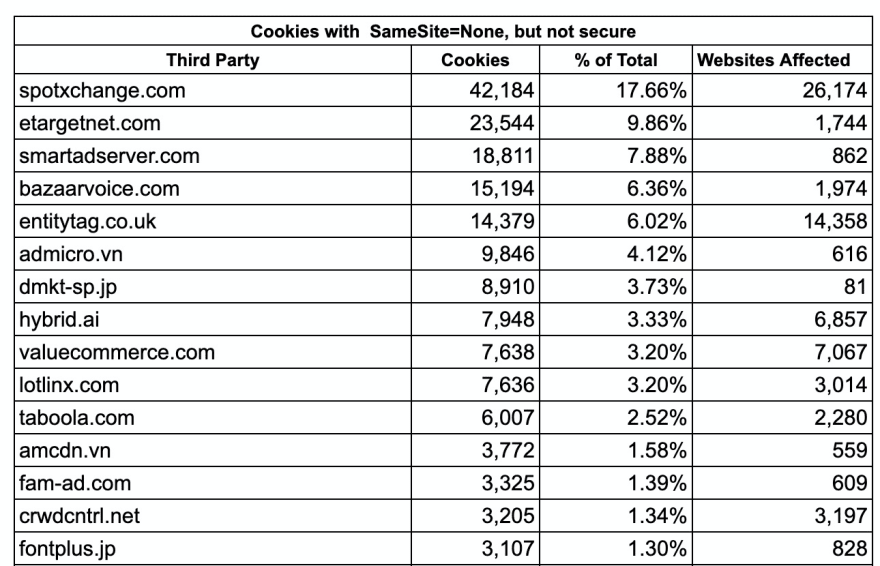 Cookies with  SameSite=None, but not secure
Third Party Cookies % of Total Websites Affected
spotxchange.com 42,184 17.66% 26,174
etargetnet.com 23,544 9.86% 1,744
smartadserver.com 18,811 7.88% 862
bazaarvoice.com 15,194 6.36% 1,974
entitytag.co.uk 14,379 6.02% 14,358
admicro.vn 9,846 4.12% 616
dmkt-sp.jp 8,910 3.73% 81
hybrid.ai 7,948 3.33% 6,857
valuecommerce.com 7,638 3.20% 7,067
lotlinx.com 7,636 3.20% 3,014
taboola.com 6,007 2.52% 2,280
amcdn.vn 3,772 1.58% 559
fam-ad.com 3,325 1.39% 609
crwdcntrl.net 3,205 1.34% 3,197
fontplus.jp 3,107 1.30% 828